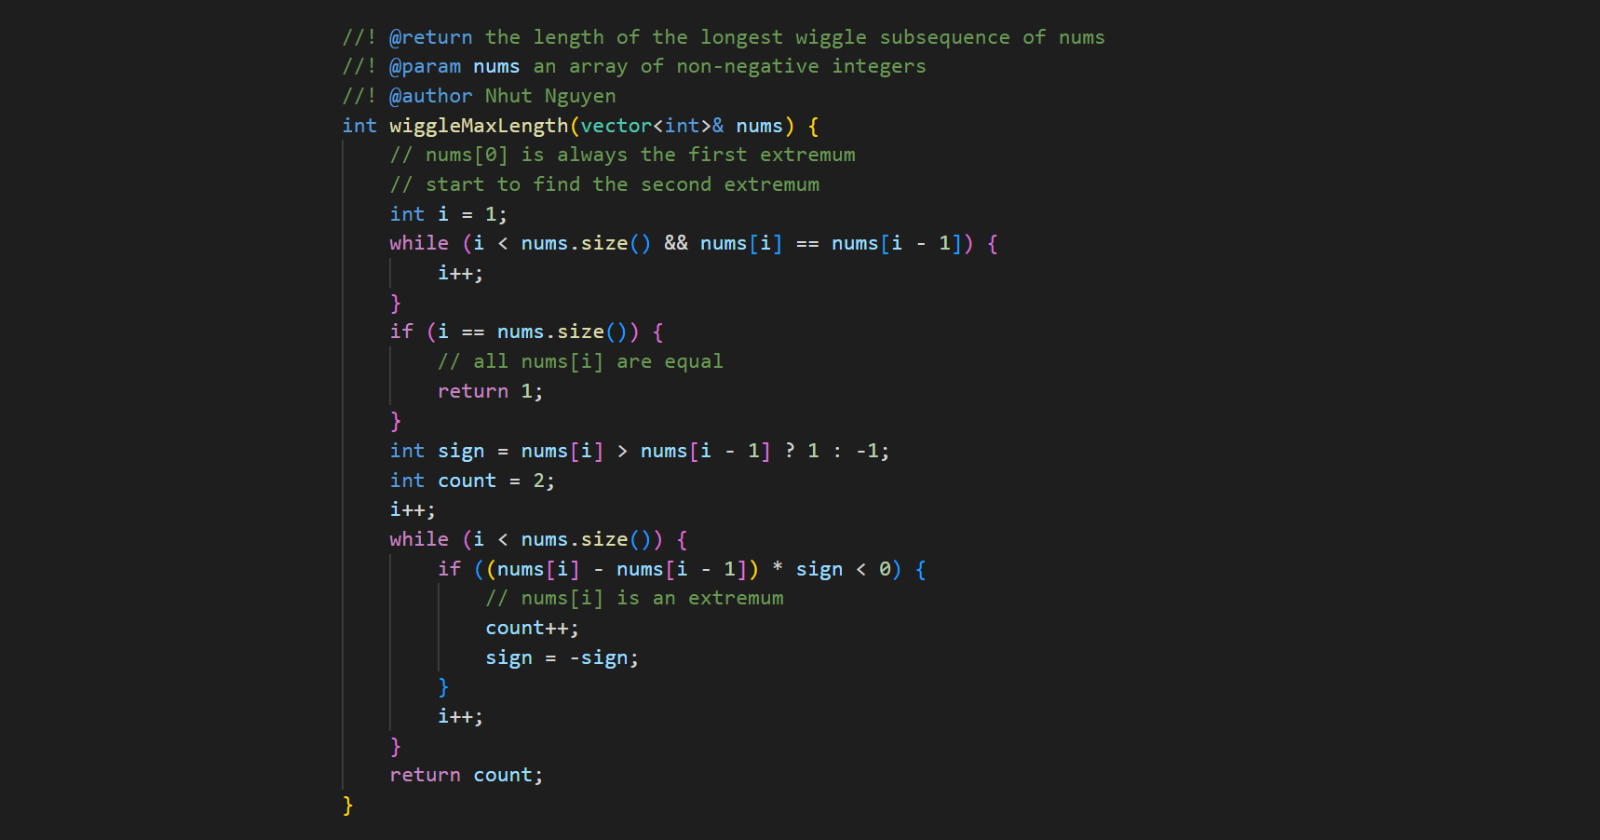 //! @return the length of the longest wiggle subsequence of nums
//! @param nums an array of non-negative integers
//! @author Nhut Nguyen
int wiggleMaxLength(vector<int>& nums) {
    // nums[0] is always the first extremum
    // start to find the second extremum
    int i = 1;
    while (i < nums.size() && nums[i] == nums[i - 1]) {
        i++;
    }
    if (i == nums.size()) {
        // all nums[i] are equal
        return 1;
    }
    int sign = nums[i] > nums[i - 1] ? 1 : -1;
    int count = 2;
    i++;
    while (i < nums.size()) {
        if ((nums[i] - nums[i - 1]) * sign < 0) {
            // nums[i] is an extremum
            count++;
            sign = -sign;
        }
        i++;
    }
    return count;
}